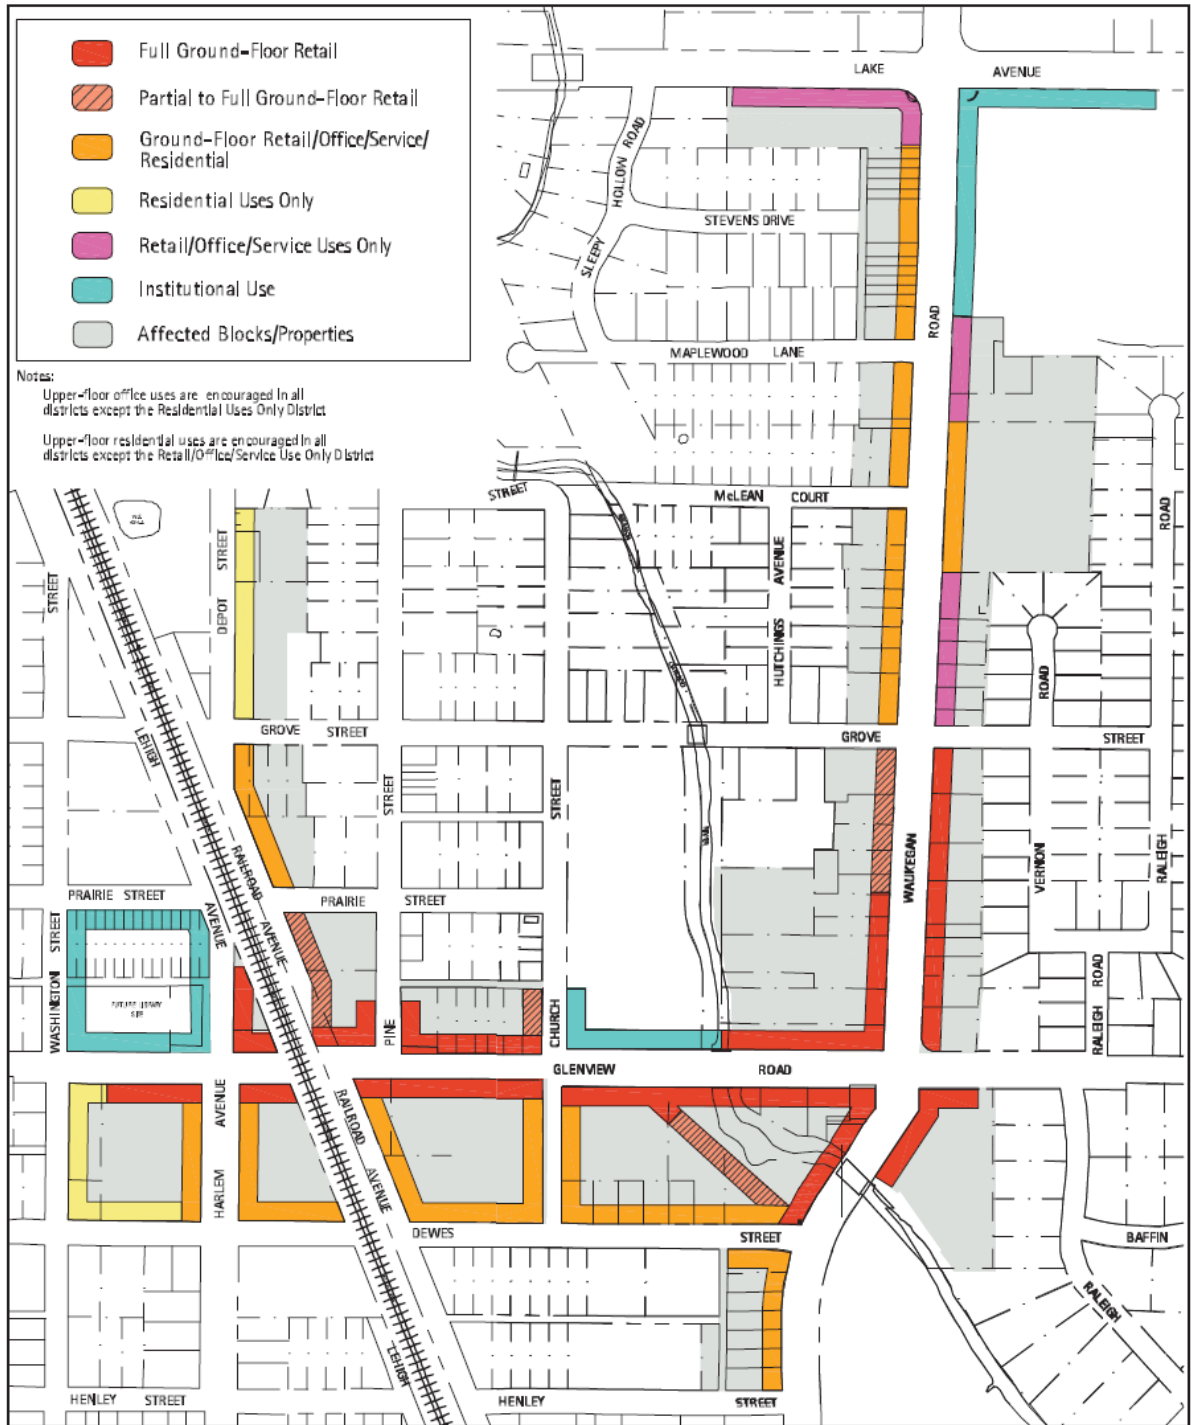 Full Ground-Floor Retail
Partial to Full Ground-Floor Retail
Ground-Floor Retail/Office/Service/
Residential
Residential Uses Only
Retail/Office/Service Uses Only
Institutional Use
Affected Blocks/Properties
Notes:
Upper-floor office uses are encouraged in all
districts except the Residential Uses Only District
Upper-floor residential uses are encouraged in all
districts except the Retail/Office/Service Use Only District
LAKE AVENUE
HOLLOW ROAD
SLEEPY
STEVENS DRIVE
ROAD
MAPLEWOOD LANE
STREET
McLEAN COURT
ROAD
STREET
DEPOT STREET
HUTCHINGS AVENUE
ROAD
LEHIGH
GROVE STREET
GROVE
STREET
STREET
STREET
WAUKEGAN
VERNON
RALEIGH
RAILROAD AVENUE
PRAIRIE STREET
PRAIRIE STREET
AVENUE
WASHINGTON STREET
FUTURE LIBRARY
SITE
PINE
CHURCH
RALEIGH ROAD
GLENVIEW ROAD
HARLEM AVENUE
RAILROAD AVENUE
DEWES
STREET
BAFFIN
RALEIGH
LEHIGH
HENLEY STREET
HENLEY
STREET